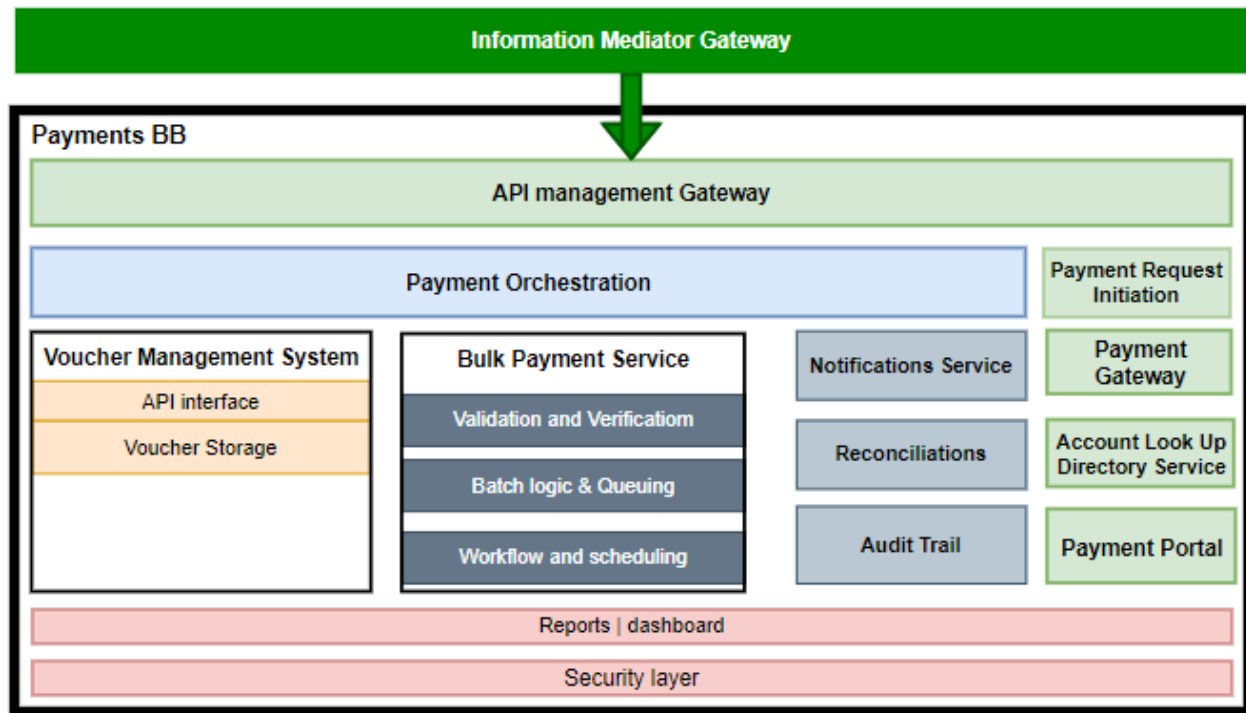 Information Mediator Gateway
Payments BB
API management Gateway
Payment Orchestration
Payment Request
Initiation
Voucher Management System
API interface
Voucher Storage
Bulk Payment Service
Validation and Verificatiom
Batch logic & Queuing
Workflow and scheduling
Notifications Service
Reconciliations
Audit Trail
Payment
Gateway
Account Look Up
Directory Service
Payment Portal
Reports | dashboard
Security layer